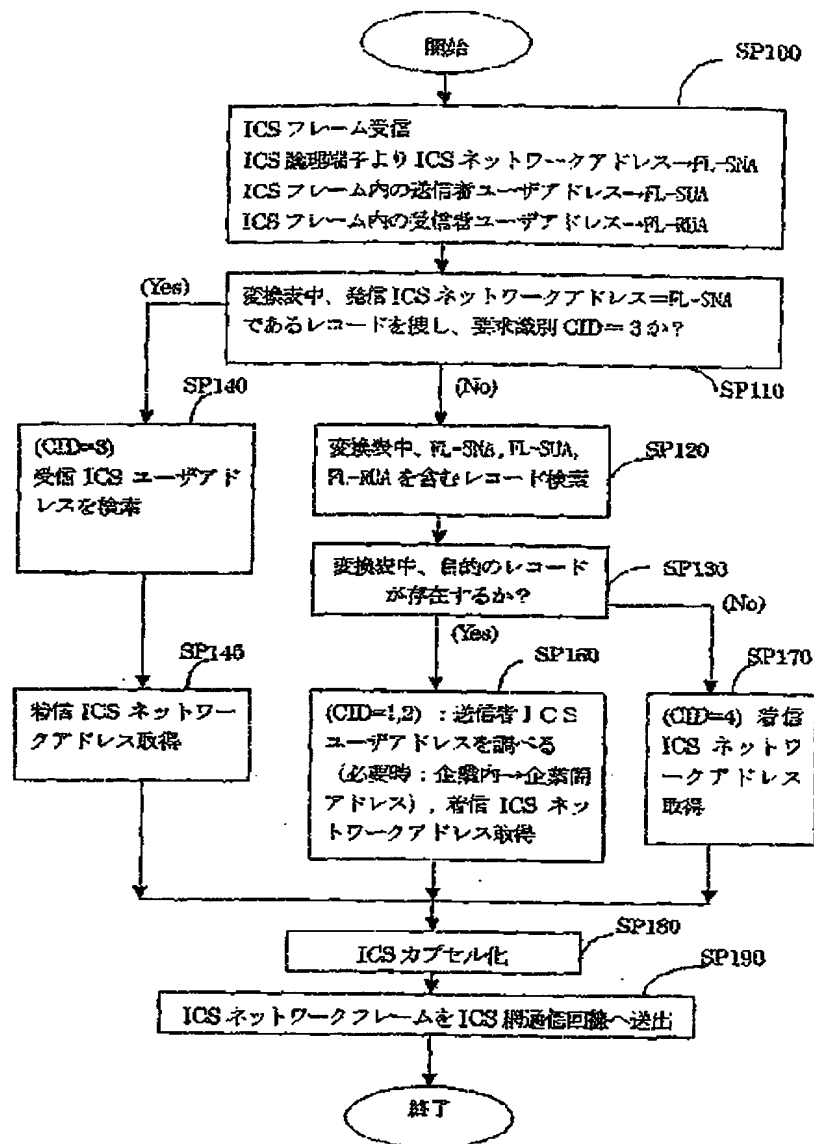 開始
SP100
ICS フレーム受信
ICS 論理端子より ICS ネットワークアドレス→FL-SNA
ICS フレーム内の送信者ユーザアドレス→FL-SUA
ICS フレーム内の受信者ユーザアドレス→FL-RUA
(Yes)
変換表中、発信 ICS ネットワークアドレス＝FL-SNA
であるレコードを捜し、要求識別 CID＝3か?
SP110
(No)
SP140
(CID=3)
受信 ICS ユーザアド
レスを検索
変換表中、FL-SNA, FL-SUA,
FL-RUA を含むレコード検索
SP120
変換表中、目的のレコード
が存在するか?
SP130
(No)
(Yes)
SP145
着信 ICS ネットワー
クアドレス取得
SP160
(CID=1,2)：送信者ＩＣＳ
ユーザアドレスを調べる
（必要時：企業内→企業間
アドレス）, 着信 ICS ネッ
トワークアドレス取得
SP170
(CID=4) 着信
ICS ネットワ
ークアドレス
取得
SP180
ICS カプセル化
SP190
ICS ネットワークフレームを ICS 網通信回線へ送出
終了